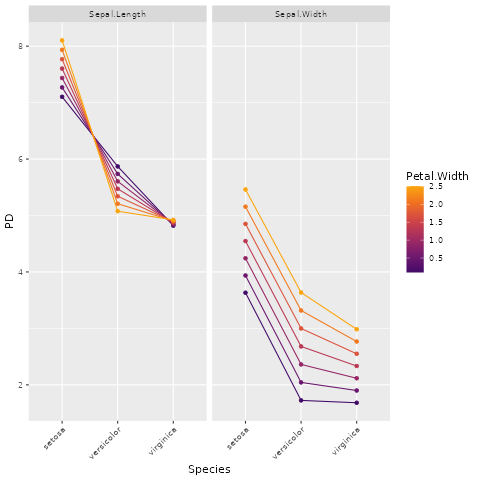 Sepal.Length
Sepal.Width
8
6
4
2
PD
setosa
versicolor
virginica
setosa
versicolor
virginica
Species
Petal.Width
2.5
2.0
1.5
1.0
0.5